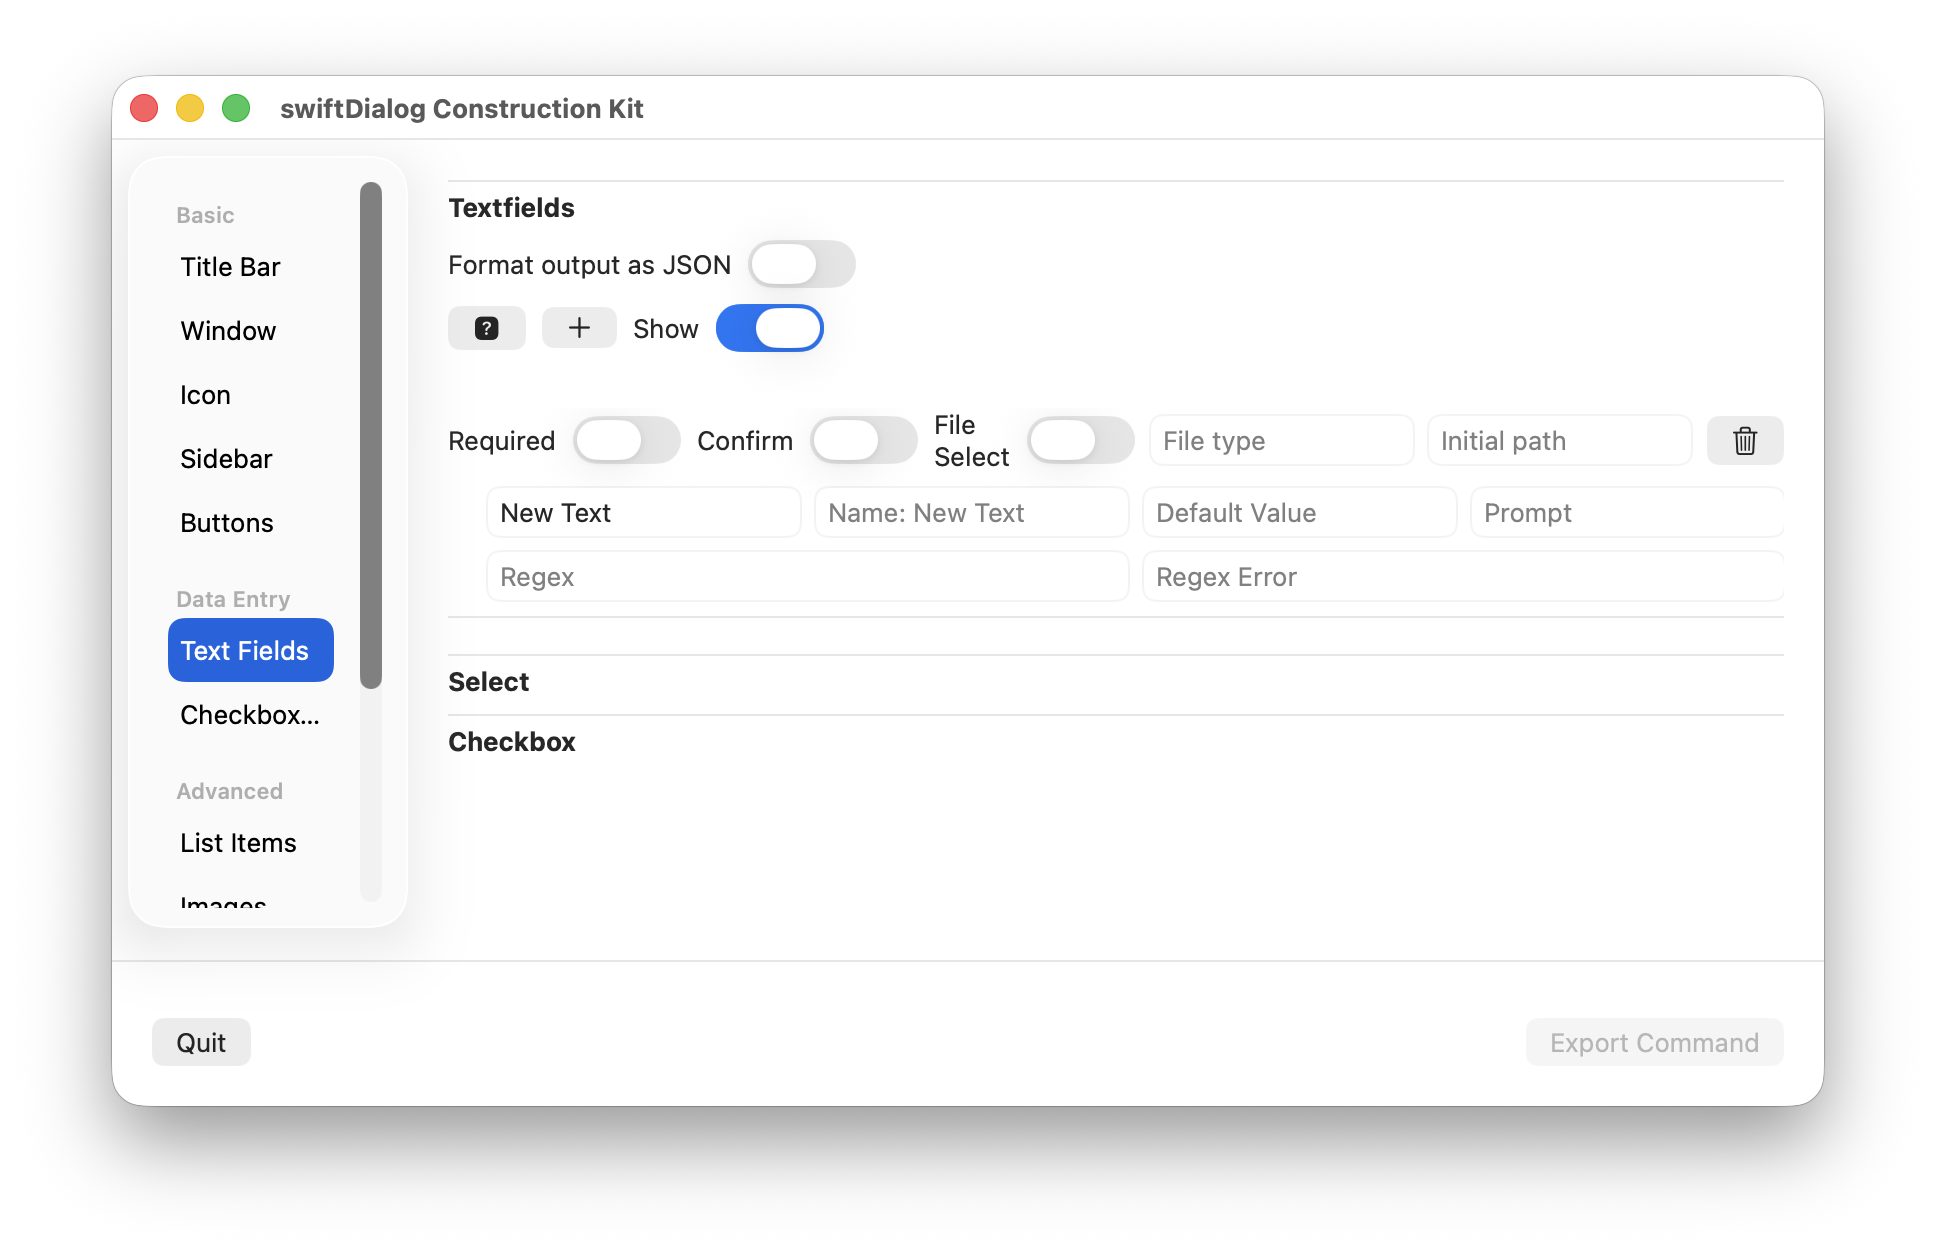 swiftDialog Construction Kit
Basic
Title Bar
Window
Icon
Sidebar
Buttons
Data Entry
Text Fields
Checkbox...
Advanced
List Items
Images
Textfields
Format output as JSON
?
+
Show
Required
Confirm
File
Select
File type
Initial path
New Text
Name: New Text
Default Value
Prompt
Regex
Regex Error
Select
Checkbox
Quit
Export Command